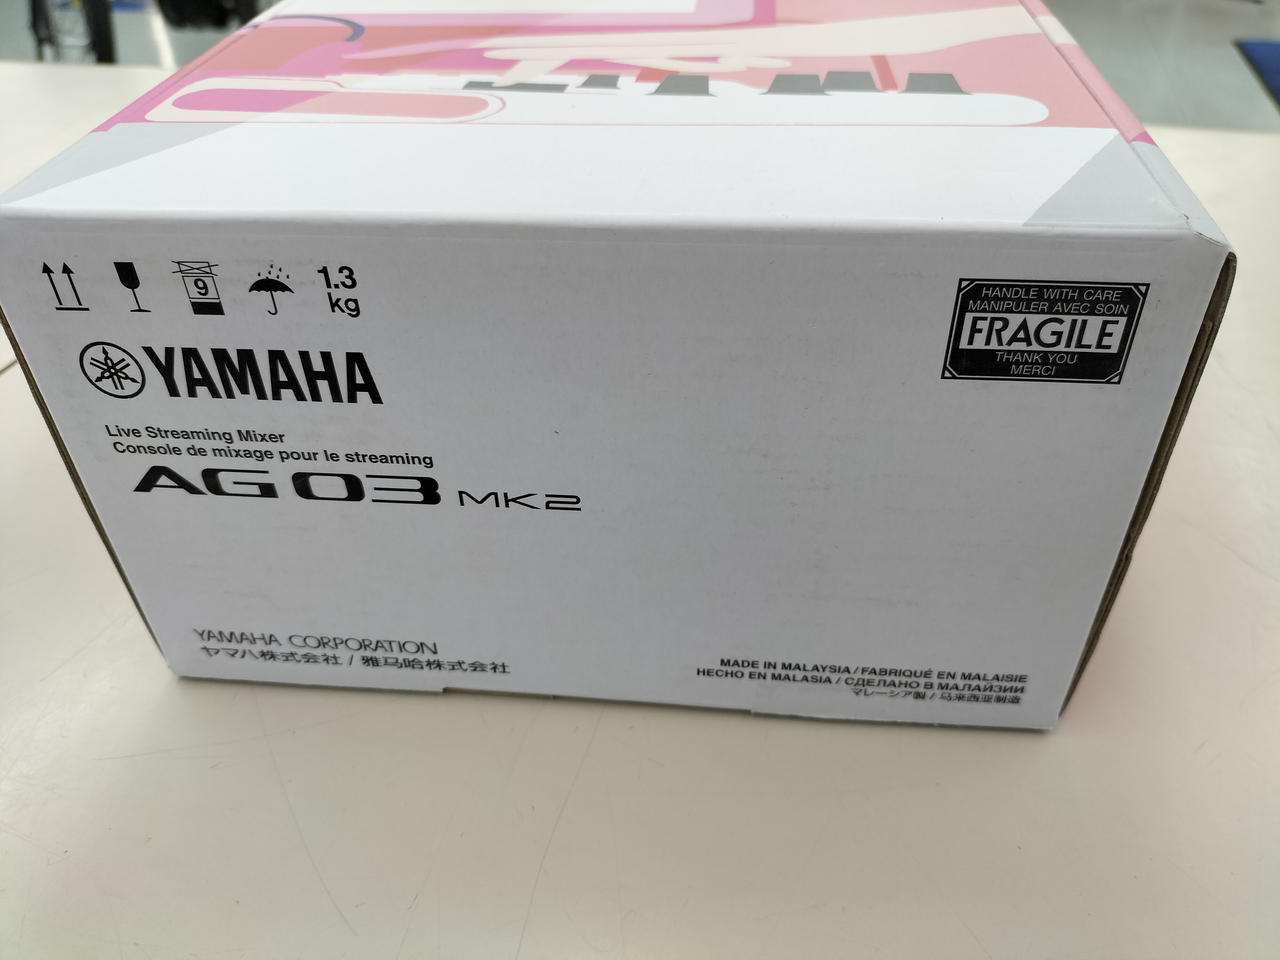 9
1.3
kg
YAMAHA
Live Streaming Mixer
Console de mixage pour le streaming
AG03 MK2
HANDLE WITH CARE
MANIPULER AVEC SOIN
FRAGILE
THANK YOU
MERCI
YAMAHA CORPORATION
ヤマハ株式会社 / 雅马哈株式会社
MADE IN MALAYSIA / FABRIQUÉ EN MALAISIE
HECHO EN MALASIA / СДЕЛАНО В МАЛАЙЗИИ
マレーシア製 / 马来西亚制造